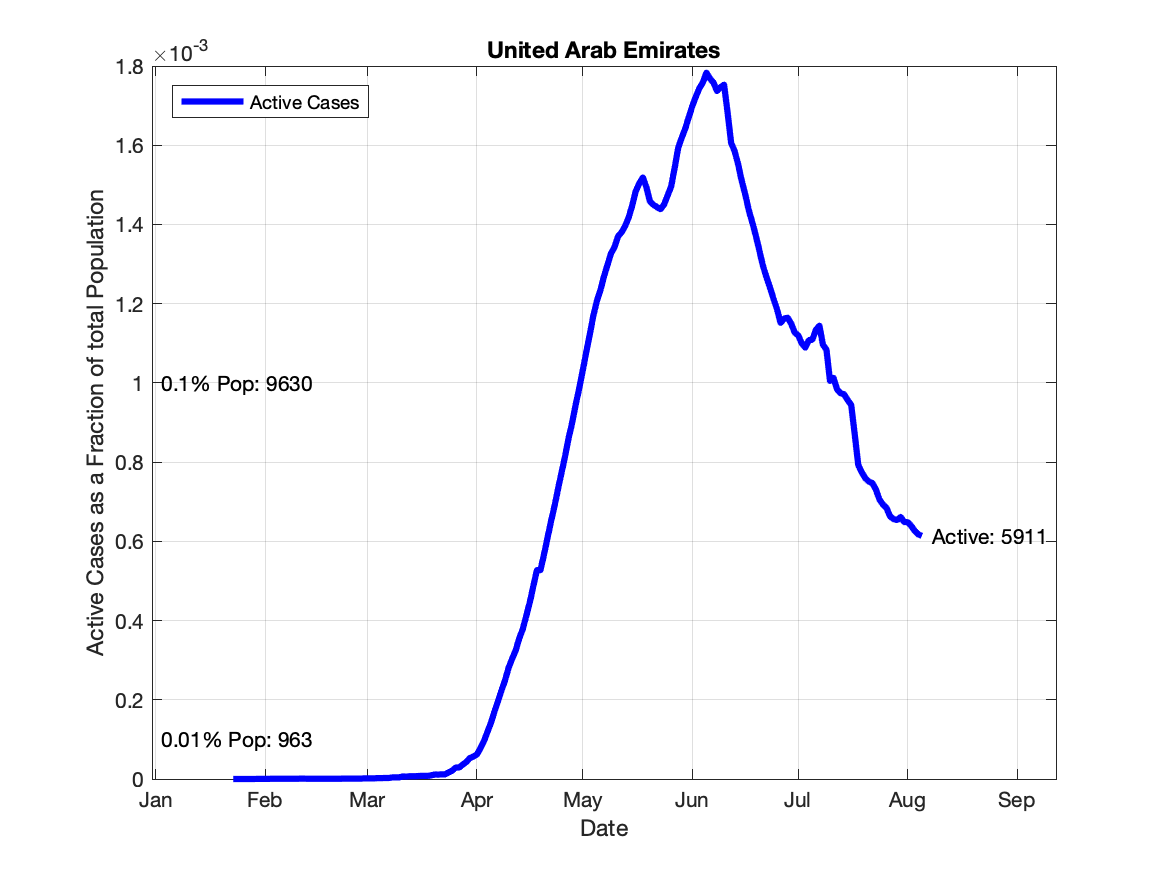 United Arab Emirates
×10-3
1.8
1.6
1.4
1.2
1
0.8
0.6
0.4
0.2
0
Active Cases
0.1% Pop: 9630
0.01% Pop: 963
Active: 5911
Active Cases as a Fraction of total Population
Jan Feb Mar Apr May Jun Jul Aug Sep
Date